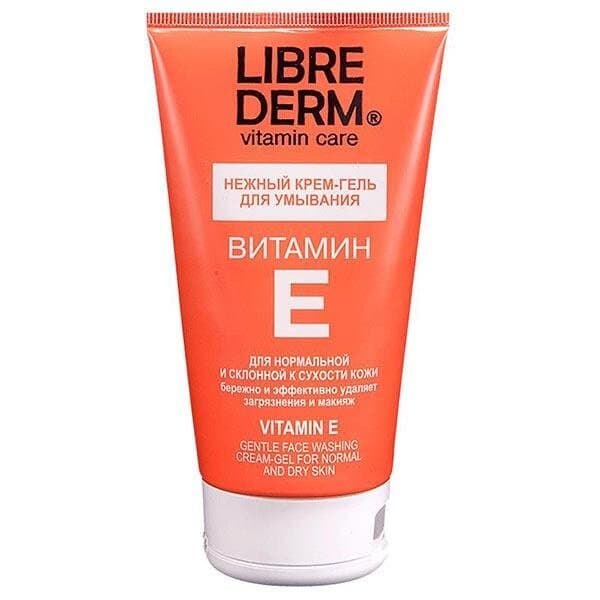 LIBRE
DERM®
vitamin care
НЕЖНЫЙ КРЕМ-ГЕЛЬ
ДЛЯ УМЫВАНИЯ
ВИТАМИН
E
ДЛЯ НОРМАЛЬНОЙ
И СКЛОННОЙ К СУХОСТИ КОЖИ
бережно и эффективно удаляет
загрязнения и макияж
VITAMIN E
GENTLE FACE WASHING
CREAM-GEL FOR NORMAL
AND DRY SKIN